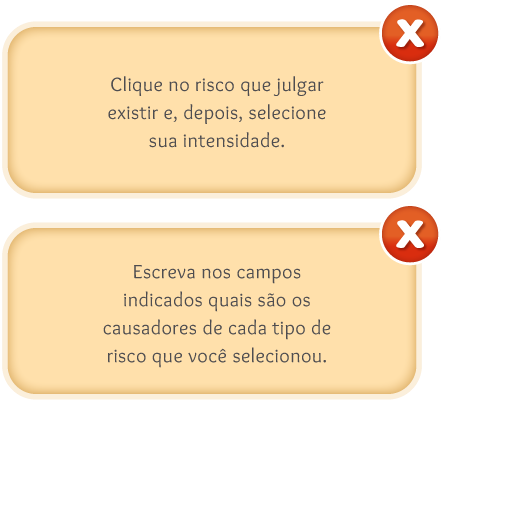 Clique no risco que julgar
existir e, depois, selecione
sua intensidade.
Escreva nos campos
indicados quais são os
causadores de cada tipo de
risco que você selecionou.